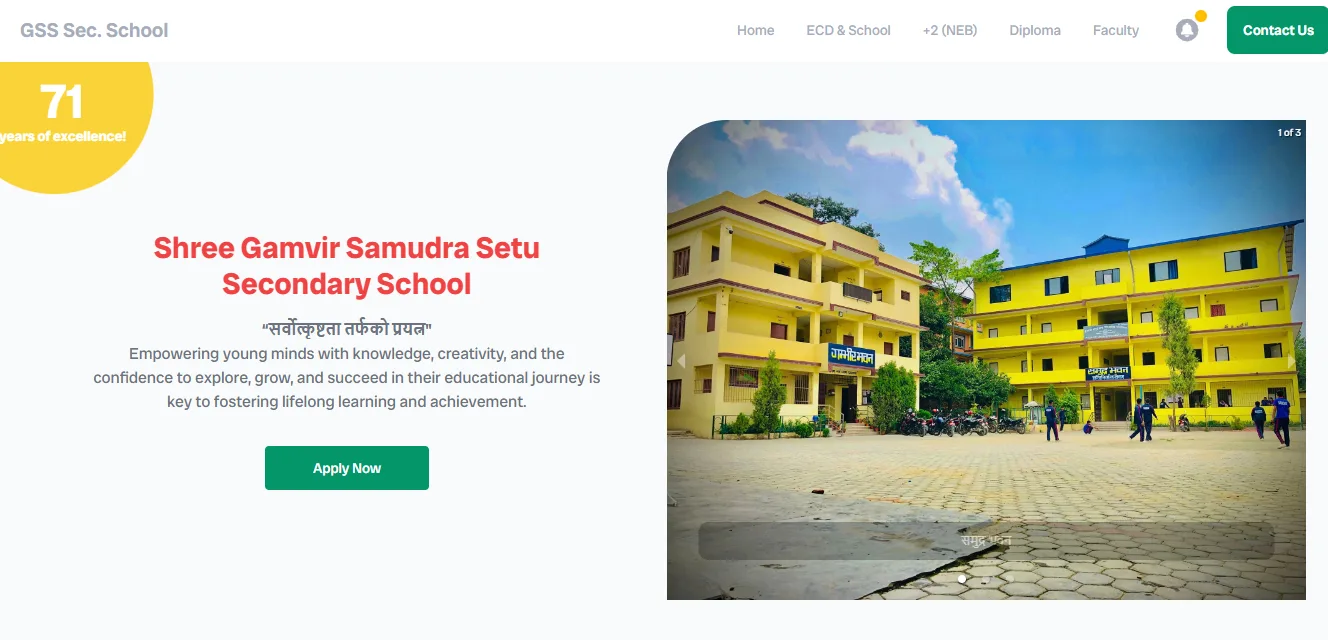 GSS Sec. School
Home
ECD & School
+2 (NEB)
Diploma
Faculty
Contact Us
71
years of excellence!
1 of 3
Shree Gamvir Samudra Setu
Secondary School
“सर्वोत्कृष्टता तर्फको प्रयत्न"
Empowering young minds with knowledge, creativity, and the
confidence to explore, grow, and succeed in their educational journey is
key to fostering lifelong learning and achievement.
Apply Now
गम्भीर भवन
समुद्र भवन
समुद्र भवन